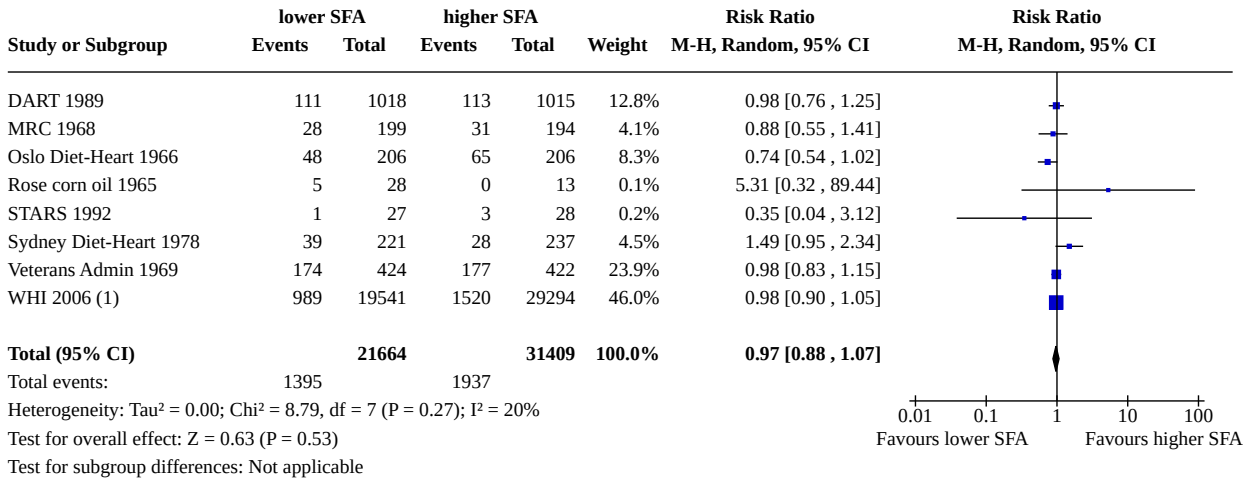 lower SFA higher SFA Risk Ratio Risk Ratio
Study or Subgroup Events Total Events Total Weight M-H, Random, 95% CI M-H, Random, 95% CI
DART 1989 111 1018 113 1015 12.8% 0.98 [0.76 , 1.25]
MRC 1968 28 199 31 194 4.1% 0.88 [0.55 , 1.41]
Oslo Diet-Heart 1966 48 206 65 206 8.3% 0.74 [0.54 , 1.02]
Rose corn oil 1965 5 28 0 13 0.1% 5.31 [0.32 , 89.44]
STARS 1992 1 27 3 28 0.2% 0.35 [0.04 , 3.12]
Sydney Diet-Heart 1978 39 221 28 237 4.5% 1.49 [0.95 , 2.34]
Veterans Admin 1969 174 424 177 422 23.9% 0.98 [0.83 , 1.15]
WHI 2006 (1) 989 19541 1520 29294 46.0% 0.98 [0.90 , 1.05]
Total (95% CI) 21664 31409 100.0% 0.97 [0.88 , 1.07]
Total events: 1395 1937
Heterogeneity: Tau² = 0.00; Chi² = 8.79, df = 7 (P = 0.27); I² = 20%
0.01 0.1 1 10 100
Test for overall effect: Z = 0.63 (P = 0.53) Favours lower SFA Favours higher SFA
Test for subgroup differences: Not applicable